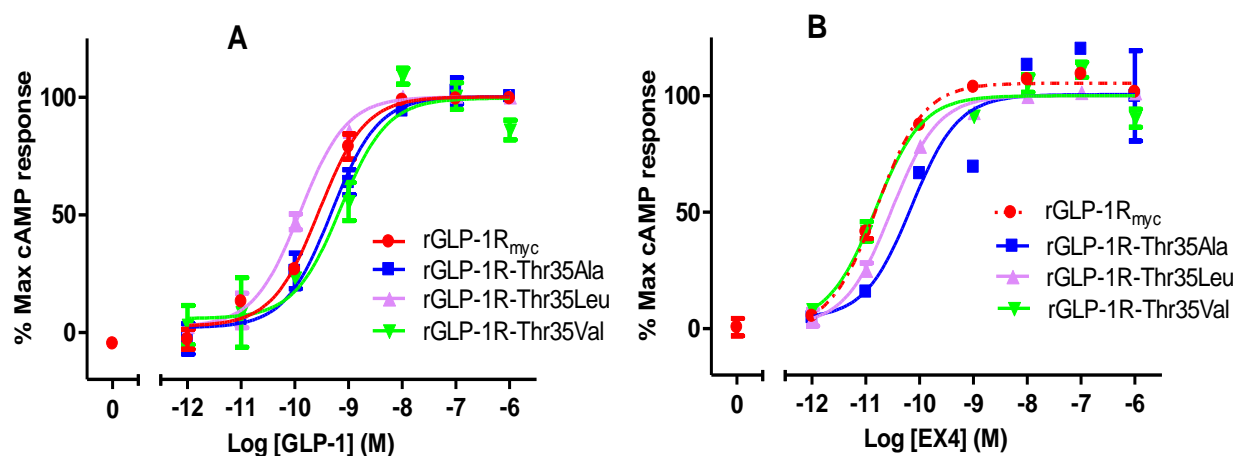 A
% Max cAMP response
100
50
0
rGLP-1Rmyc
rGLP-1R-Thr35Ala
rGLP-1R-Thr35Leu
rGLP-1R-Thr35Val
0 -12 -11 -10 -9 -8 -7 -6
Log [GLP-1] (M)
B
% Max cAMP response
100
50
0
rGLP-1Rmyc
rGLP-1R-Thr35Ala
rGLP-1R-Thr35Leu
rGLP-1R-Thr35Val
0 -12 -11 -10 -9 -8 -7 -6
Log [EX4] (M)